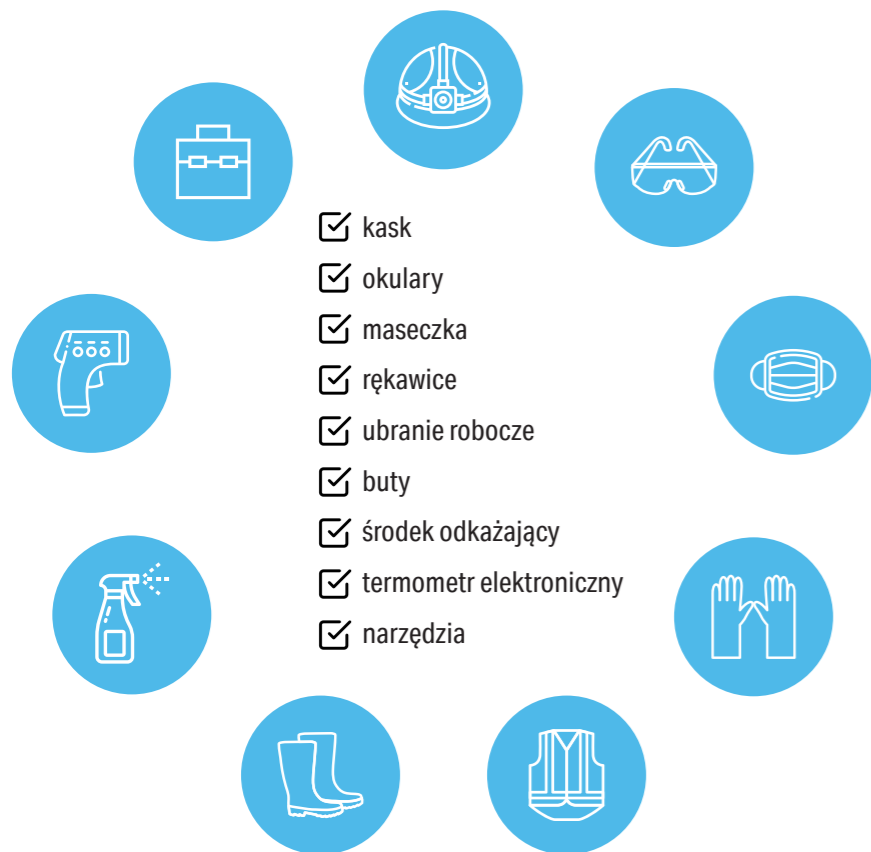 kask
okulary
maseczka
rękawice
ubranie robocze
buty
środek odkażający
termometr elektroniczny
narzędzia